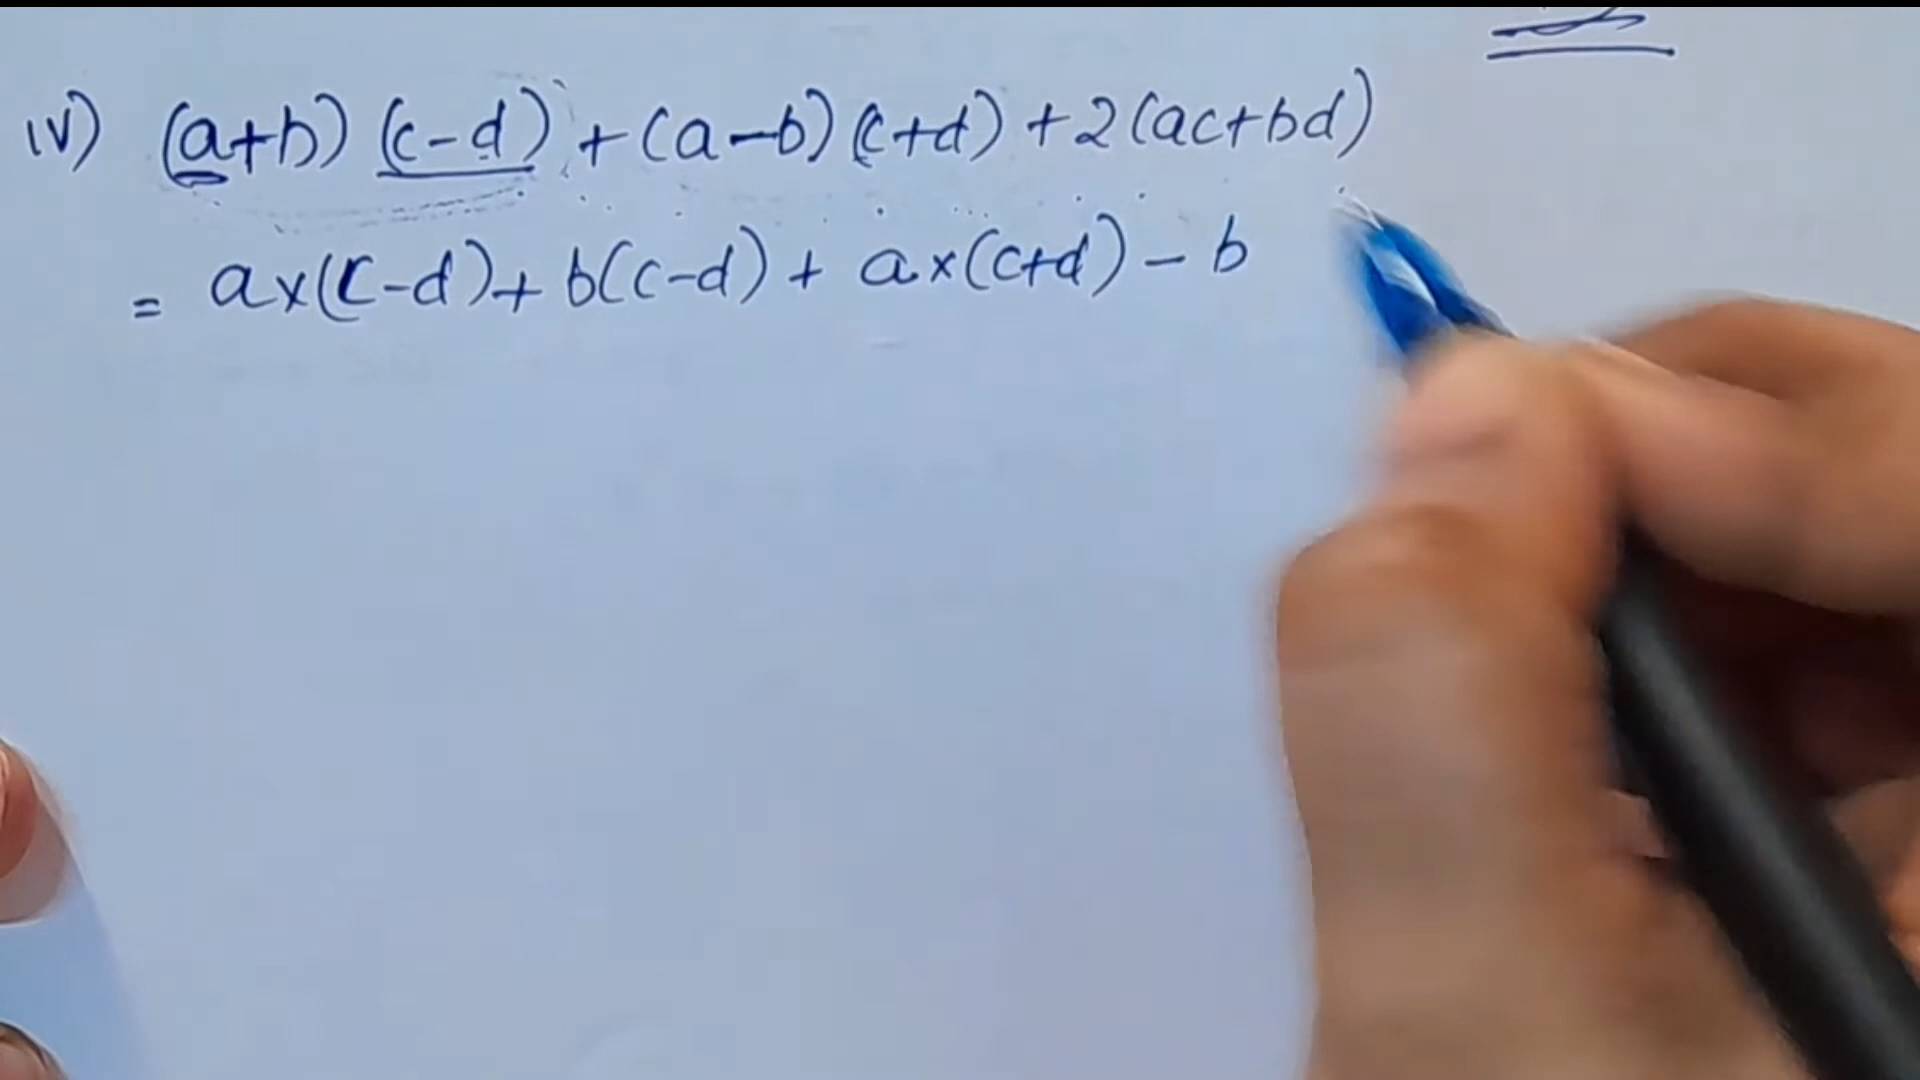 iv) (a+b) (c-d) + (a-b) (c+d) + 2(ac+bd)
= a×(c-d) + b(c-d) + a×(c+d) - b